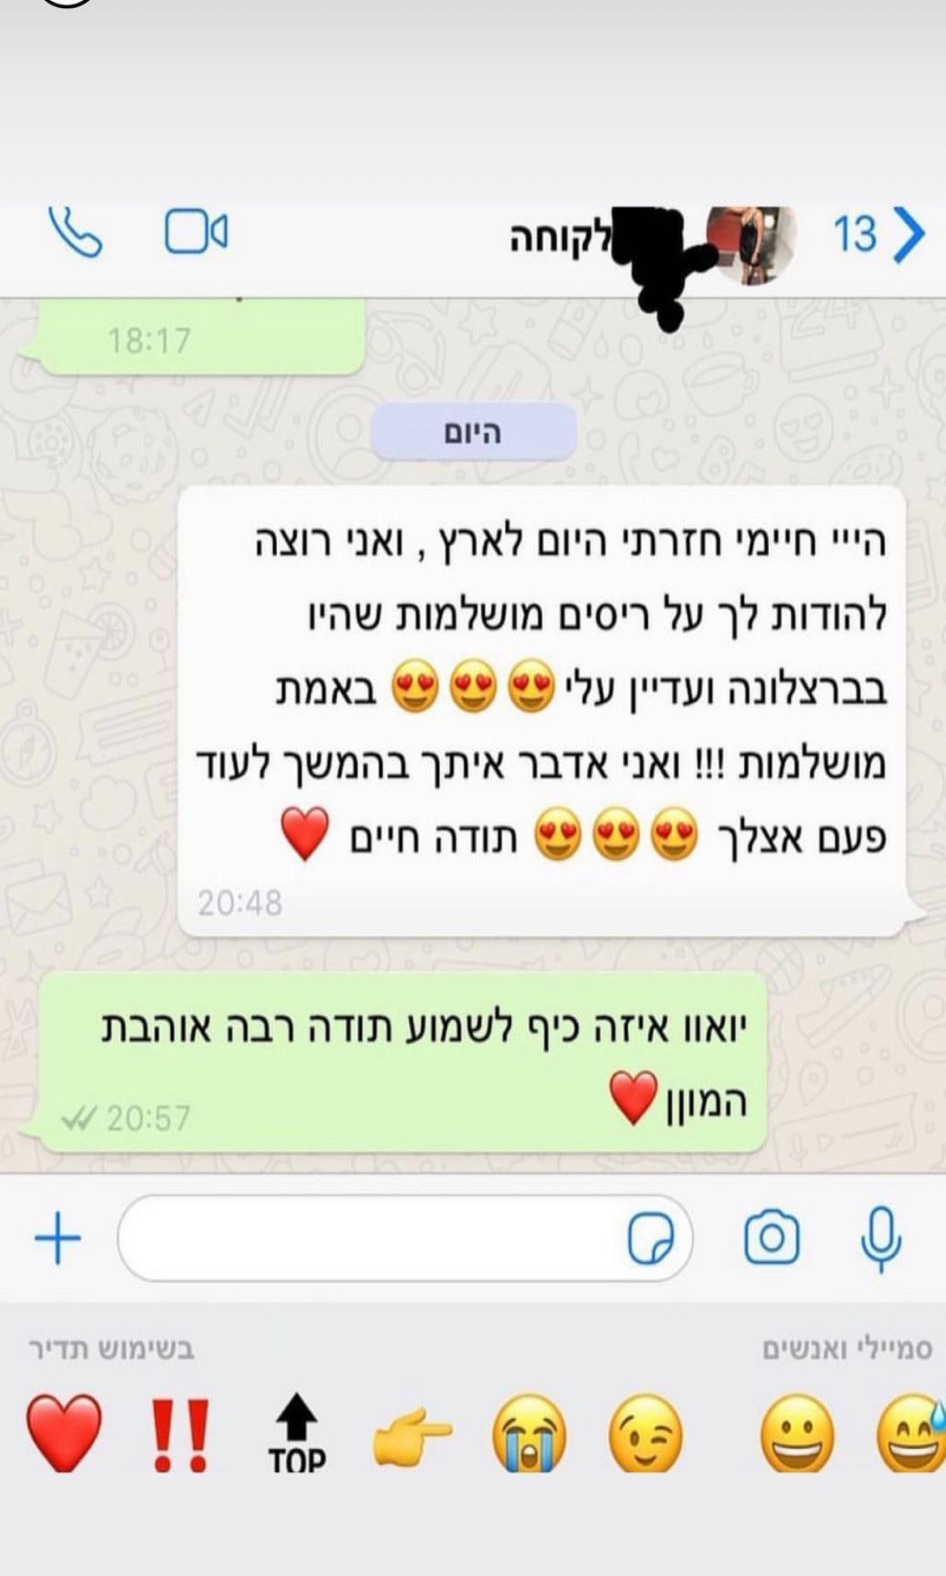 לקוחה
13
18:17
היום
הייי חיימי חזרתי היום לארץ , ואני רוצה
להודות לך על ריסים מושלמות שהיו
בברצלונה ועדיין עלי 😍😍😍 באמת
מושלמות !!! ואני אדבר איתך בהמשך לעוד
פעם אצלך 😍😍😍 תודה חיים ❤️
20:48
יואוו איזה כיף לשמוע תודה רבה אוהבת
המוןן❤️
20:57
בשימוש תדיר
סמיילי ואנשים
TOP